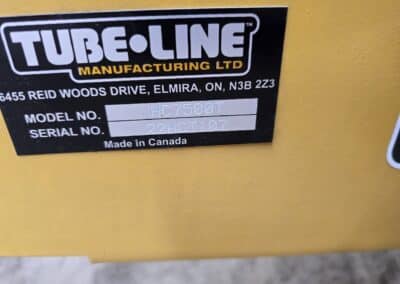 TUBE•LINE
MANUFACTURING LTD
6455 REID WOODS DRIVE, ELMIRA, ON, N3B 2Z3
MODEL NO.
SERIAL NO.
Made in Canada